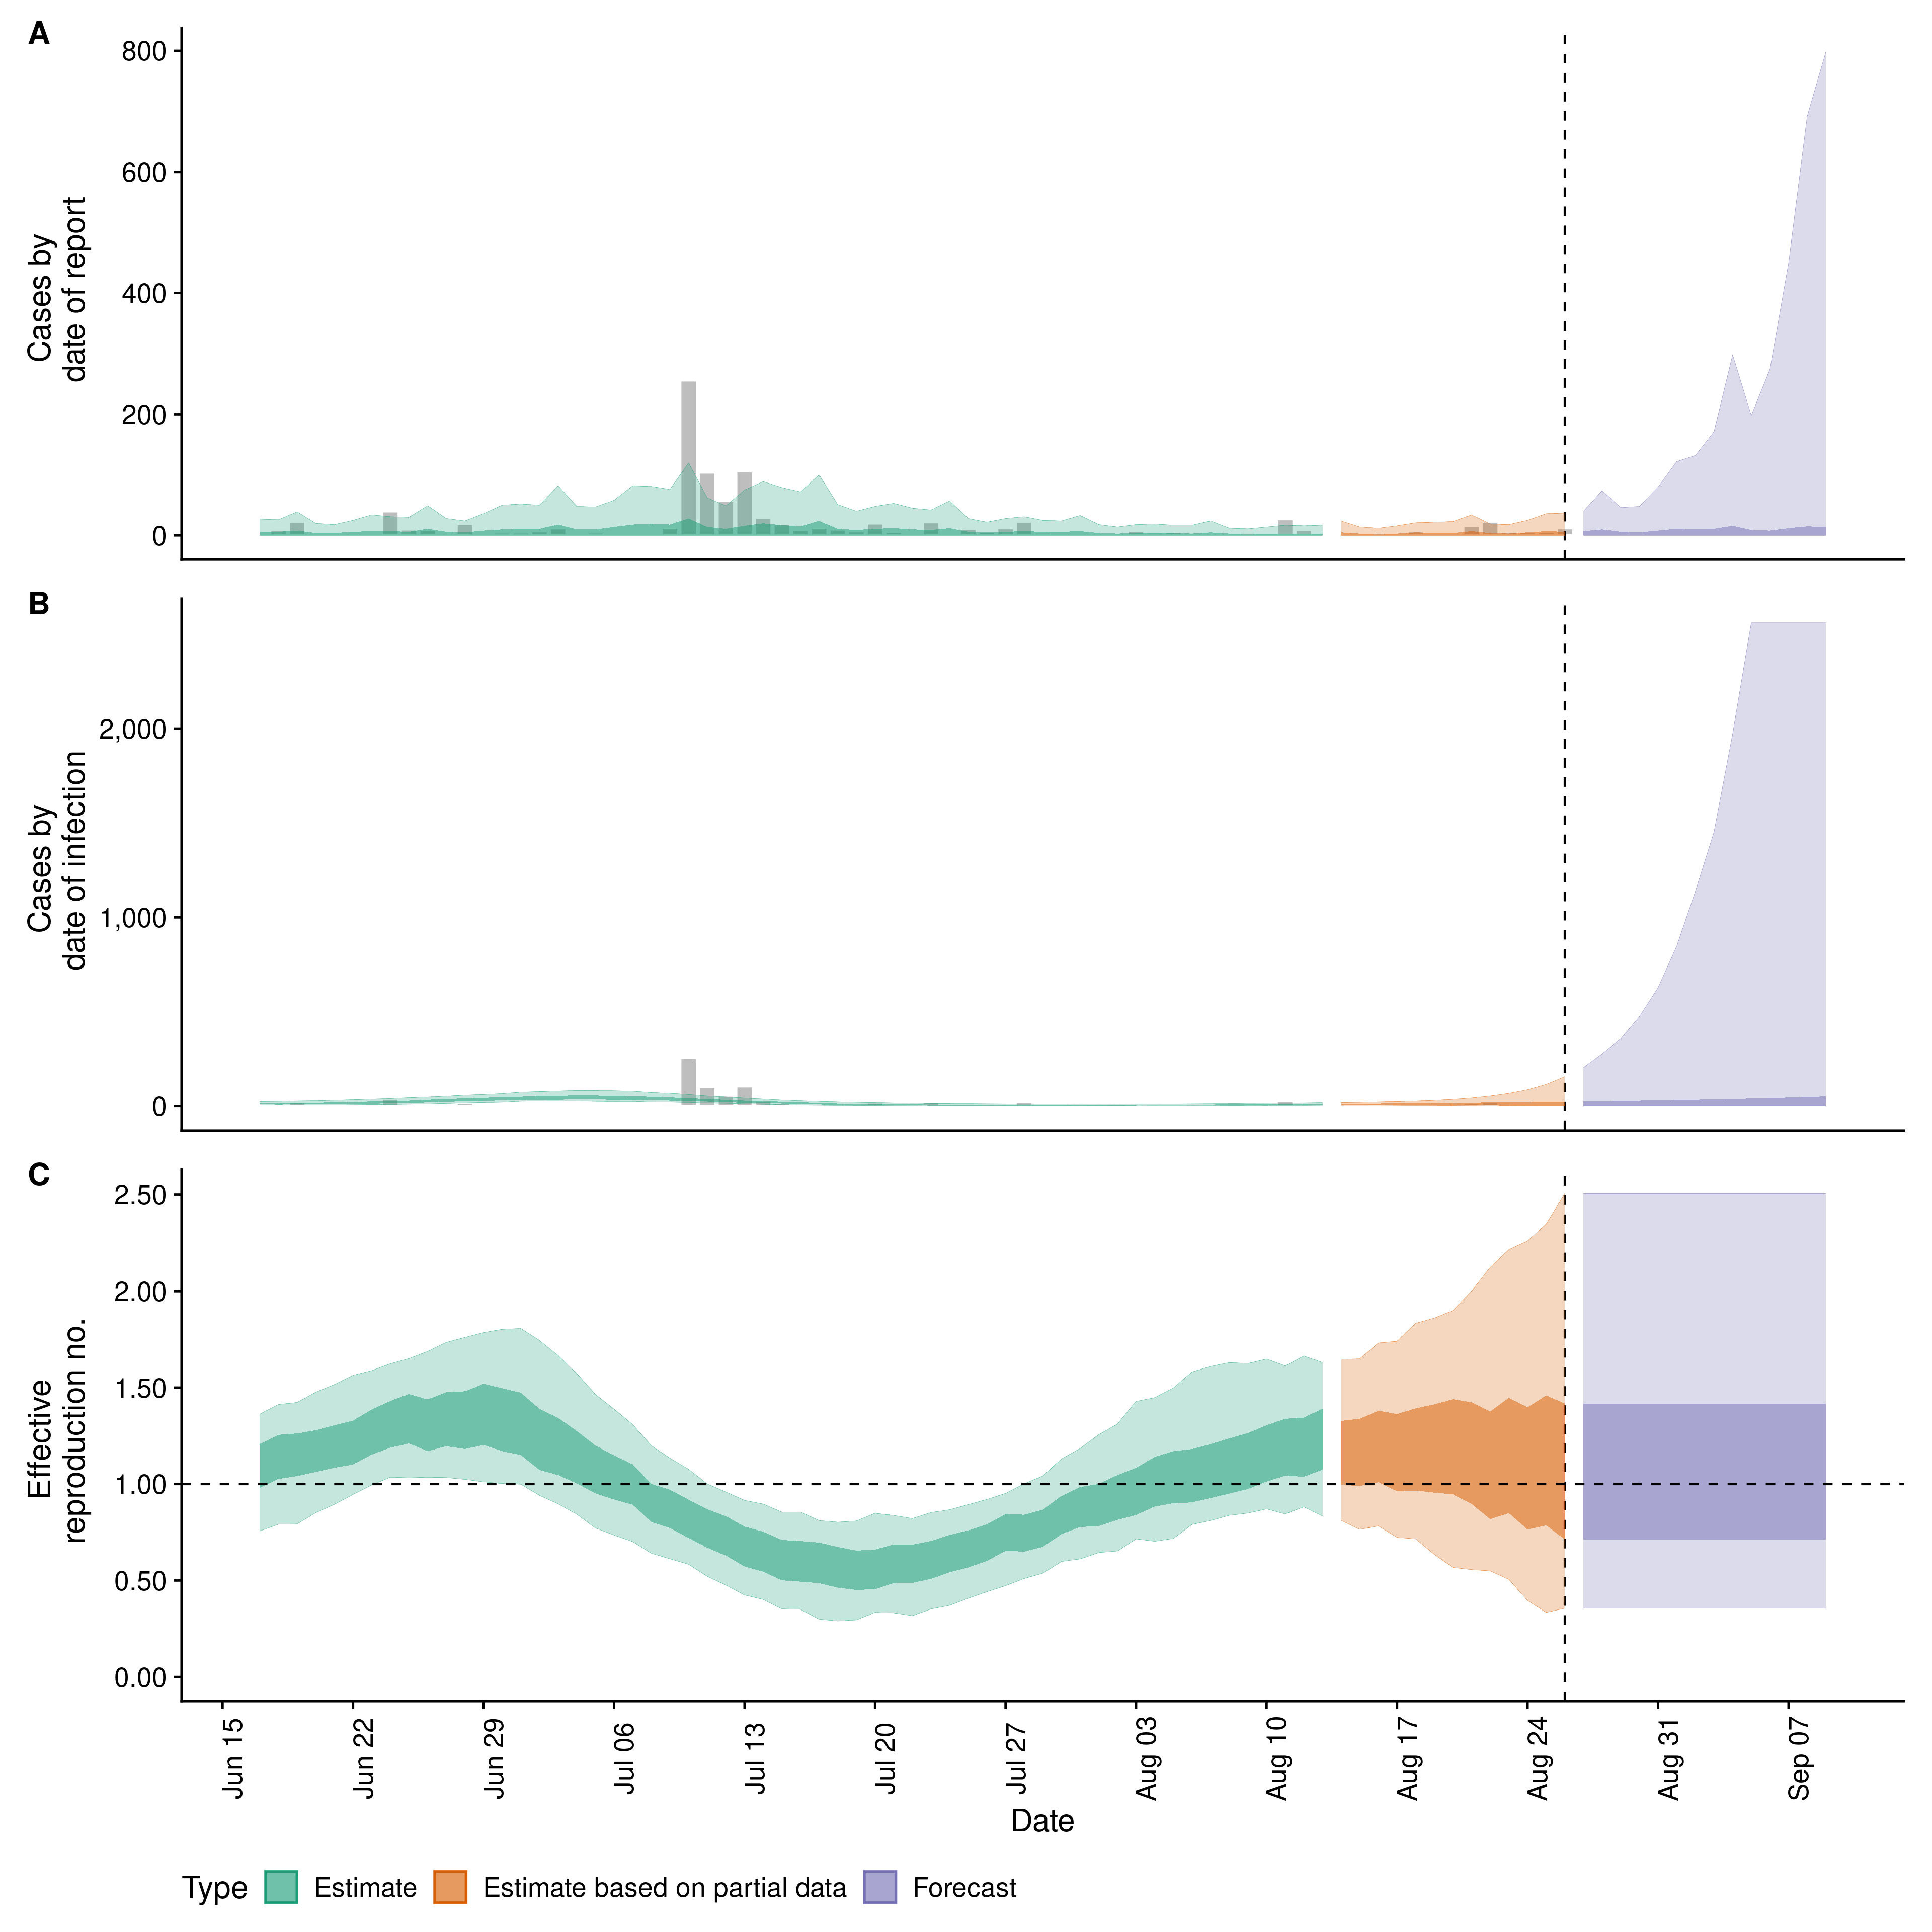 A
800
600
400
200
0
Cases by
date of report
B
2,000
1,000
0
Cases by
date of infection
C
2.50
2.00
1.50
1.00
0.50
0.00
Effective
reproduction no.
Jun 15
Jun 22
Jun 29
Jul 06
Jul 13
Jul 20
Jul 27
Aug 03
Aug 10
Aug 17
Aug 24
Aug 31
Sep 07
Date
Type
Estimate
Estimate based on partial data
Forecast